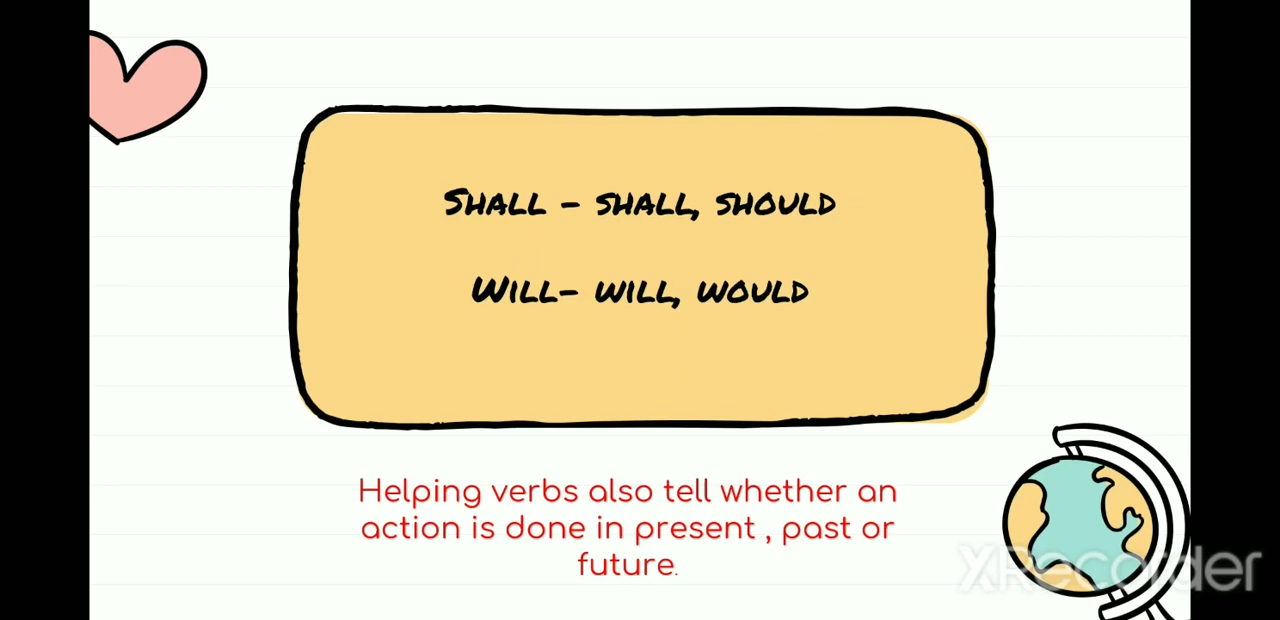 Shall - shall, should
Will- will, would
Helping verbs also tell whether an
action is done in present , past or
future.
XRecorder